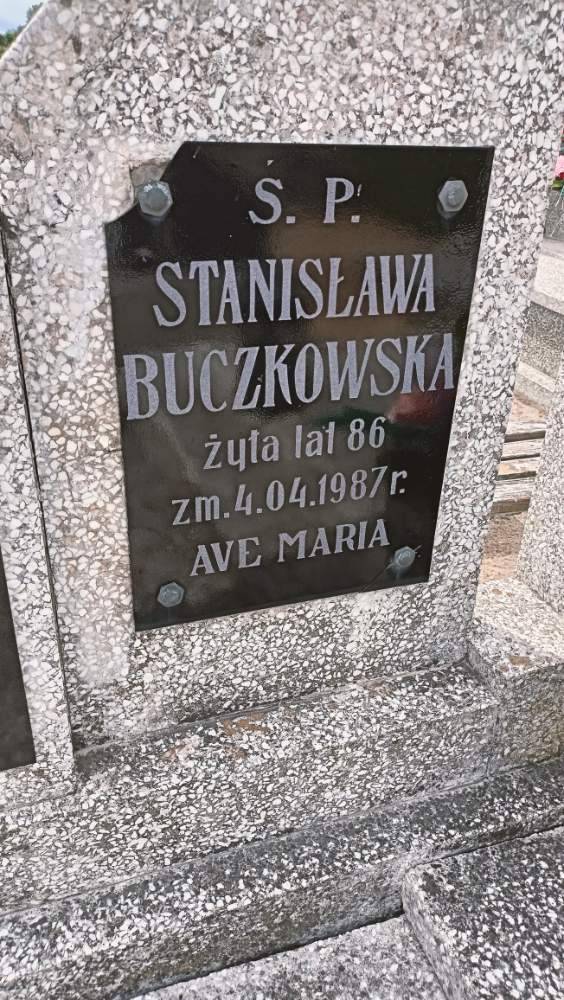 Ś. P.
STANISŁAWA
BUCZKOWSKA
żyła lat 86
zm.4.04.1987r.
AVE MARIA